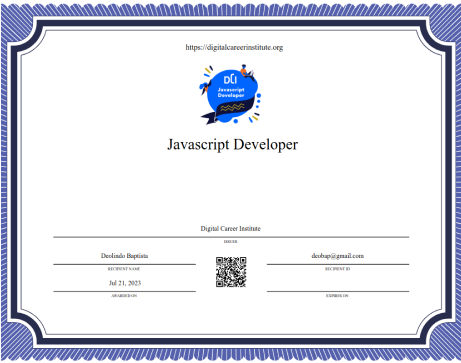 https://digitalcareerinstitute.org
DCI
Javascript
Developer
Javascript Developer
Digital Career Institute
ISSUER
Deolindo Baptista
deobap@gmail.com
RECIPIENT NAME
RECIPIENT ID
Jul 21, 2023
AWARDED ON
EXPIRES ON